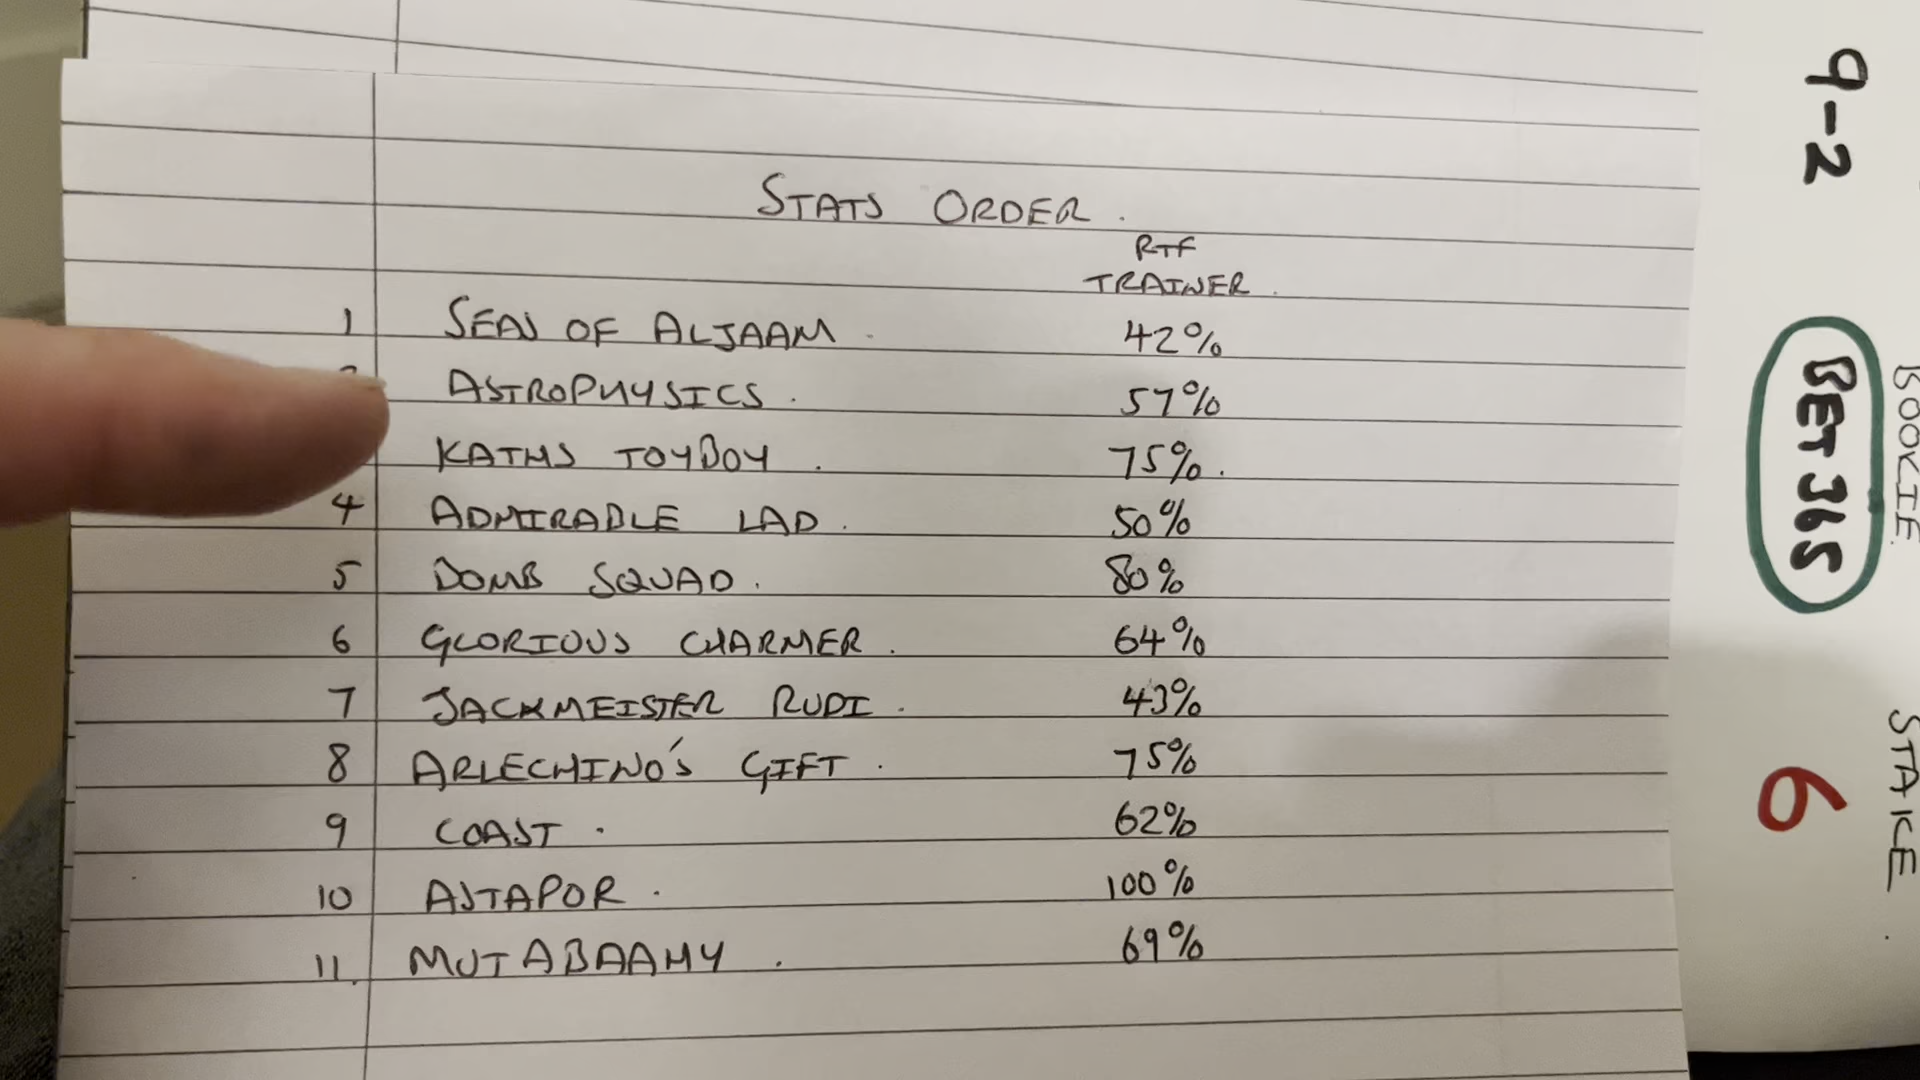 STATS ORDER.
RTF
TRAINER.
1 SEAS OF ALJAAM. 42%
ASTROPHYSICS. 57%
KATHS TOYBOY. 75%.
4 ADMIRABLE LAD. 50%
5 BOMB SQUAD. 80%
6 GLORIOUS CHARMER. 64%
7 JACKMEISTER RUDI. 43%
8 ARLECHINO'S GIFT. 75%
9 COAST. 62%
10 ASTAPOR. 100%
11. MUTABAAHY. 69%
9-2
BET 365
6
BOOKIE
STAKE